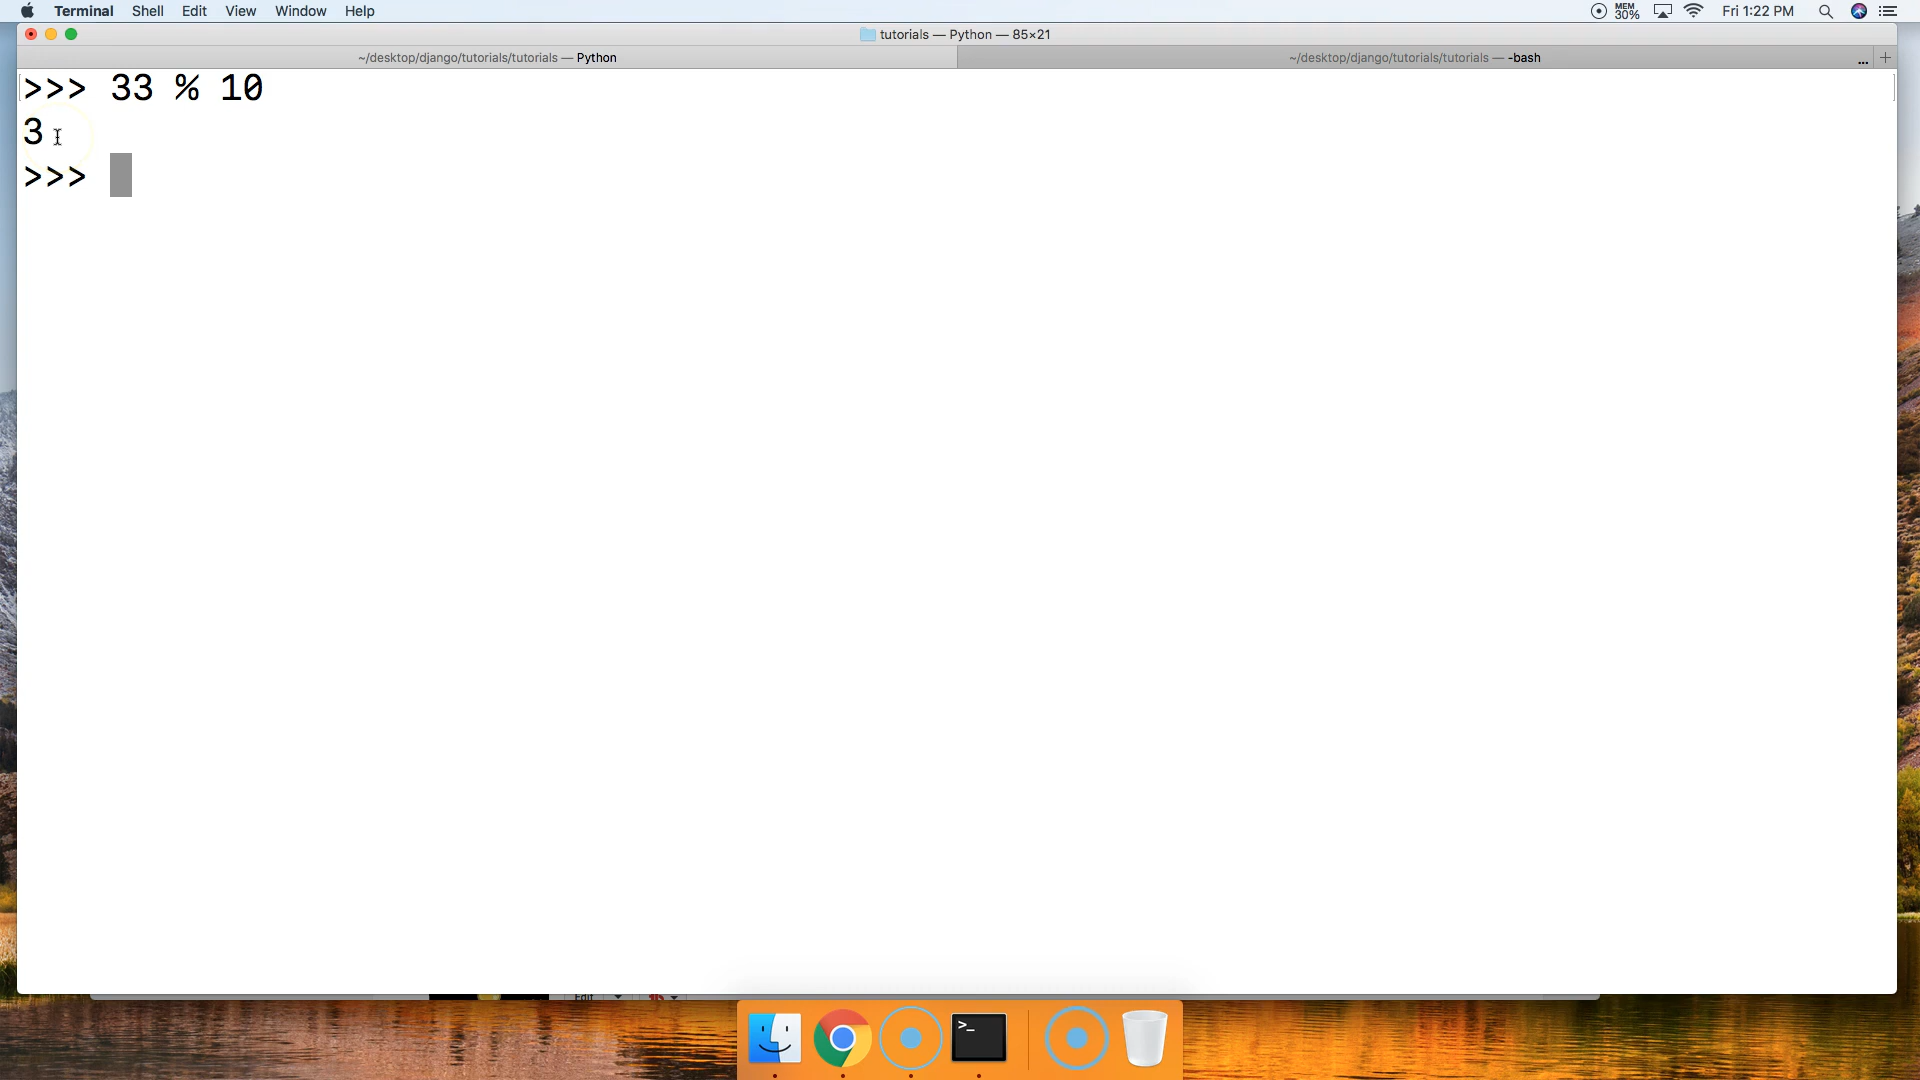 Terminal Shell Edit View Window Help MEM 30% Fri 1:22 PM
tutorials — Python — 85×21
~/desktop/django/tutorials/tutorials — Python ~/desktop/django/tutorials/tutorials — -bash ... +
>>> 33 % 10
3
>>>
Edit
>_